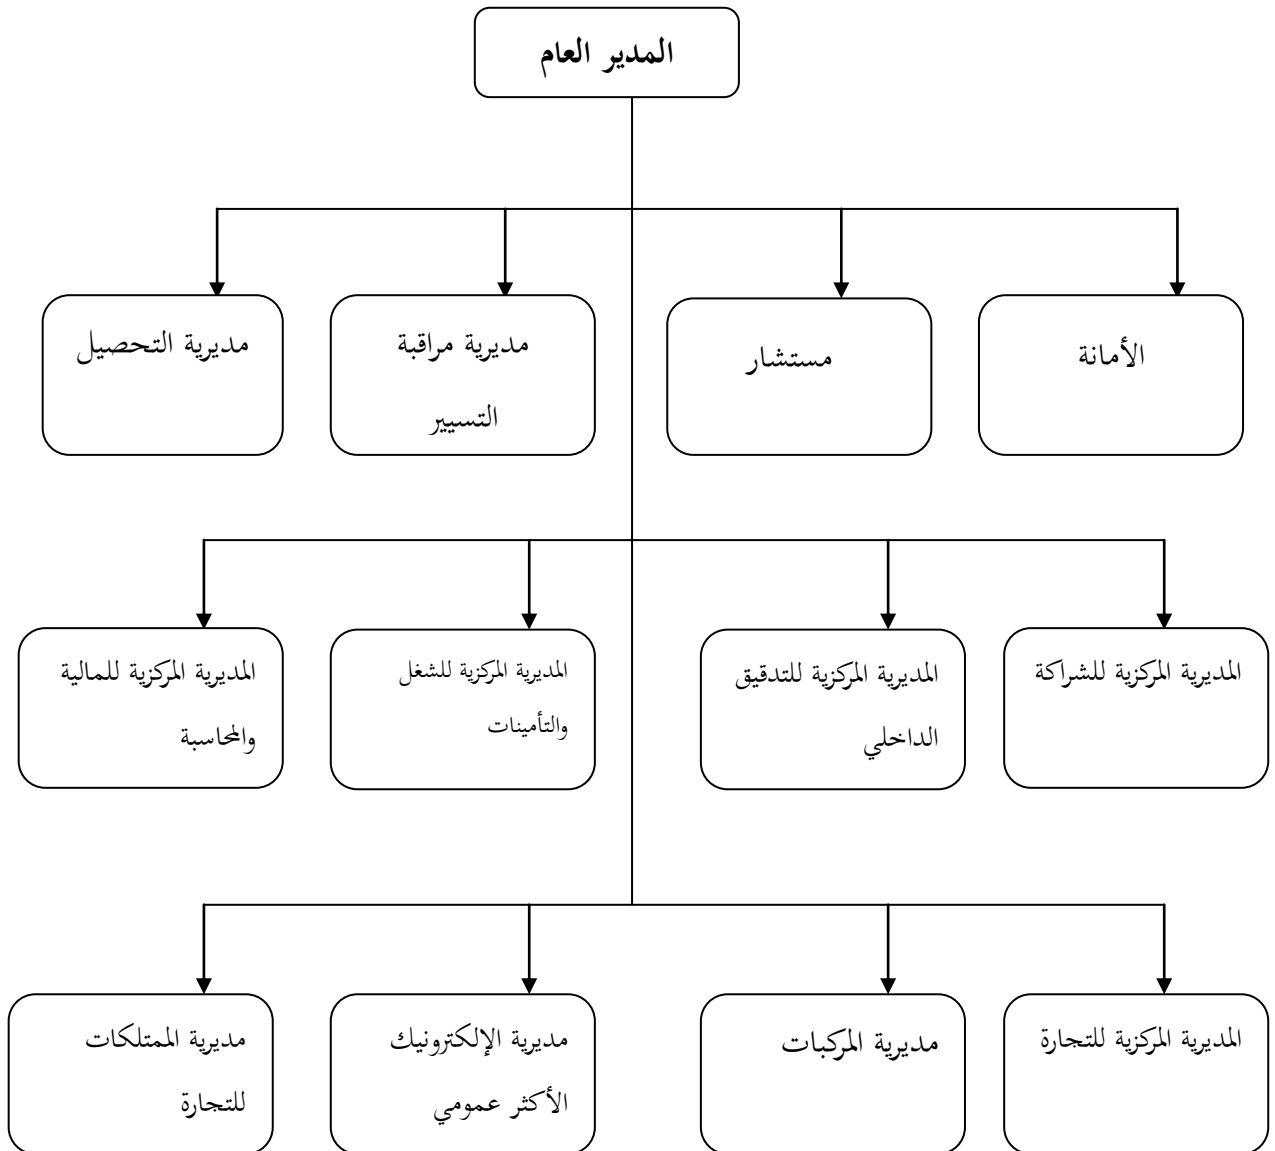 المدير العام
الأمانة
مستشار
مديرية مراقبة
التسيير
مديرية التحصيل
المديرية المركزية للشراكة
المديرية المركزية للتدقيق
الداخلي
المديرية المركزية للشغل
والتأمينات
المديرية المركزية للمالية
والمحاسبة
المديرية المركزية للتجارة
مديرية المركبات
مديرية الإلكترونيك
الأكثر عمومي
مديرية الممتلكات
للتجارة